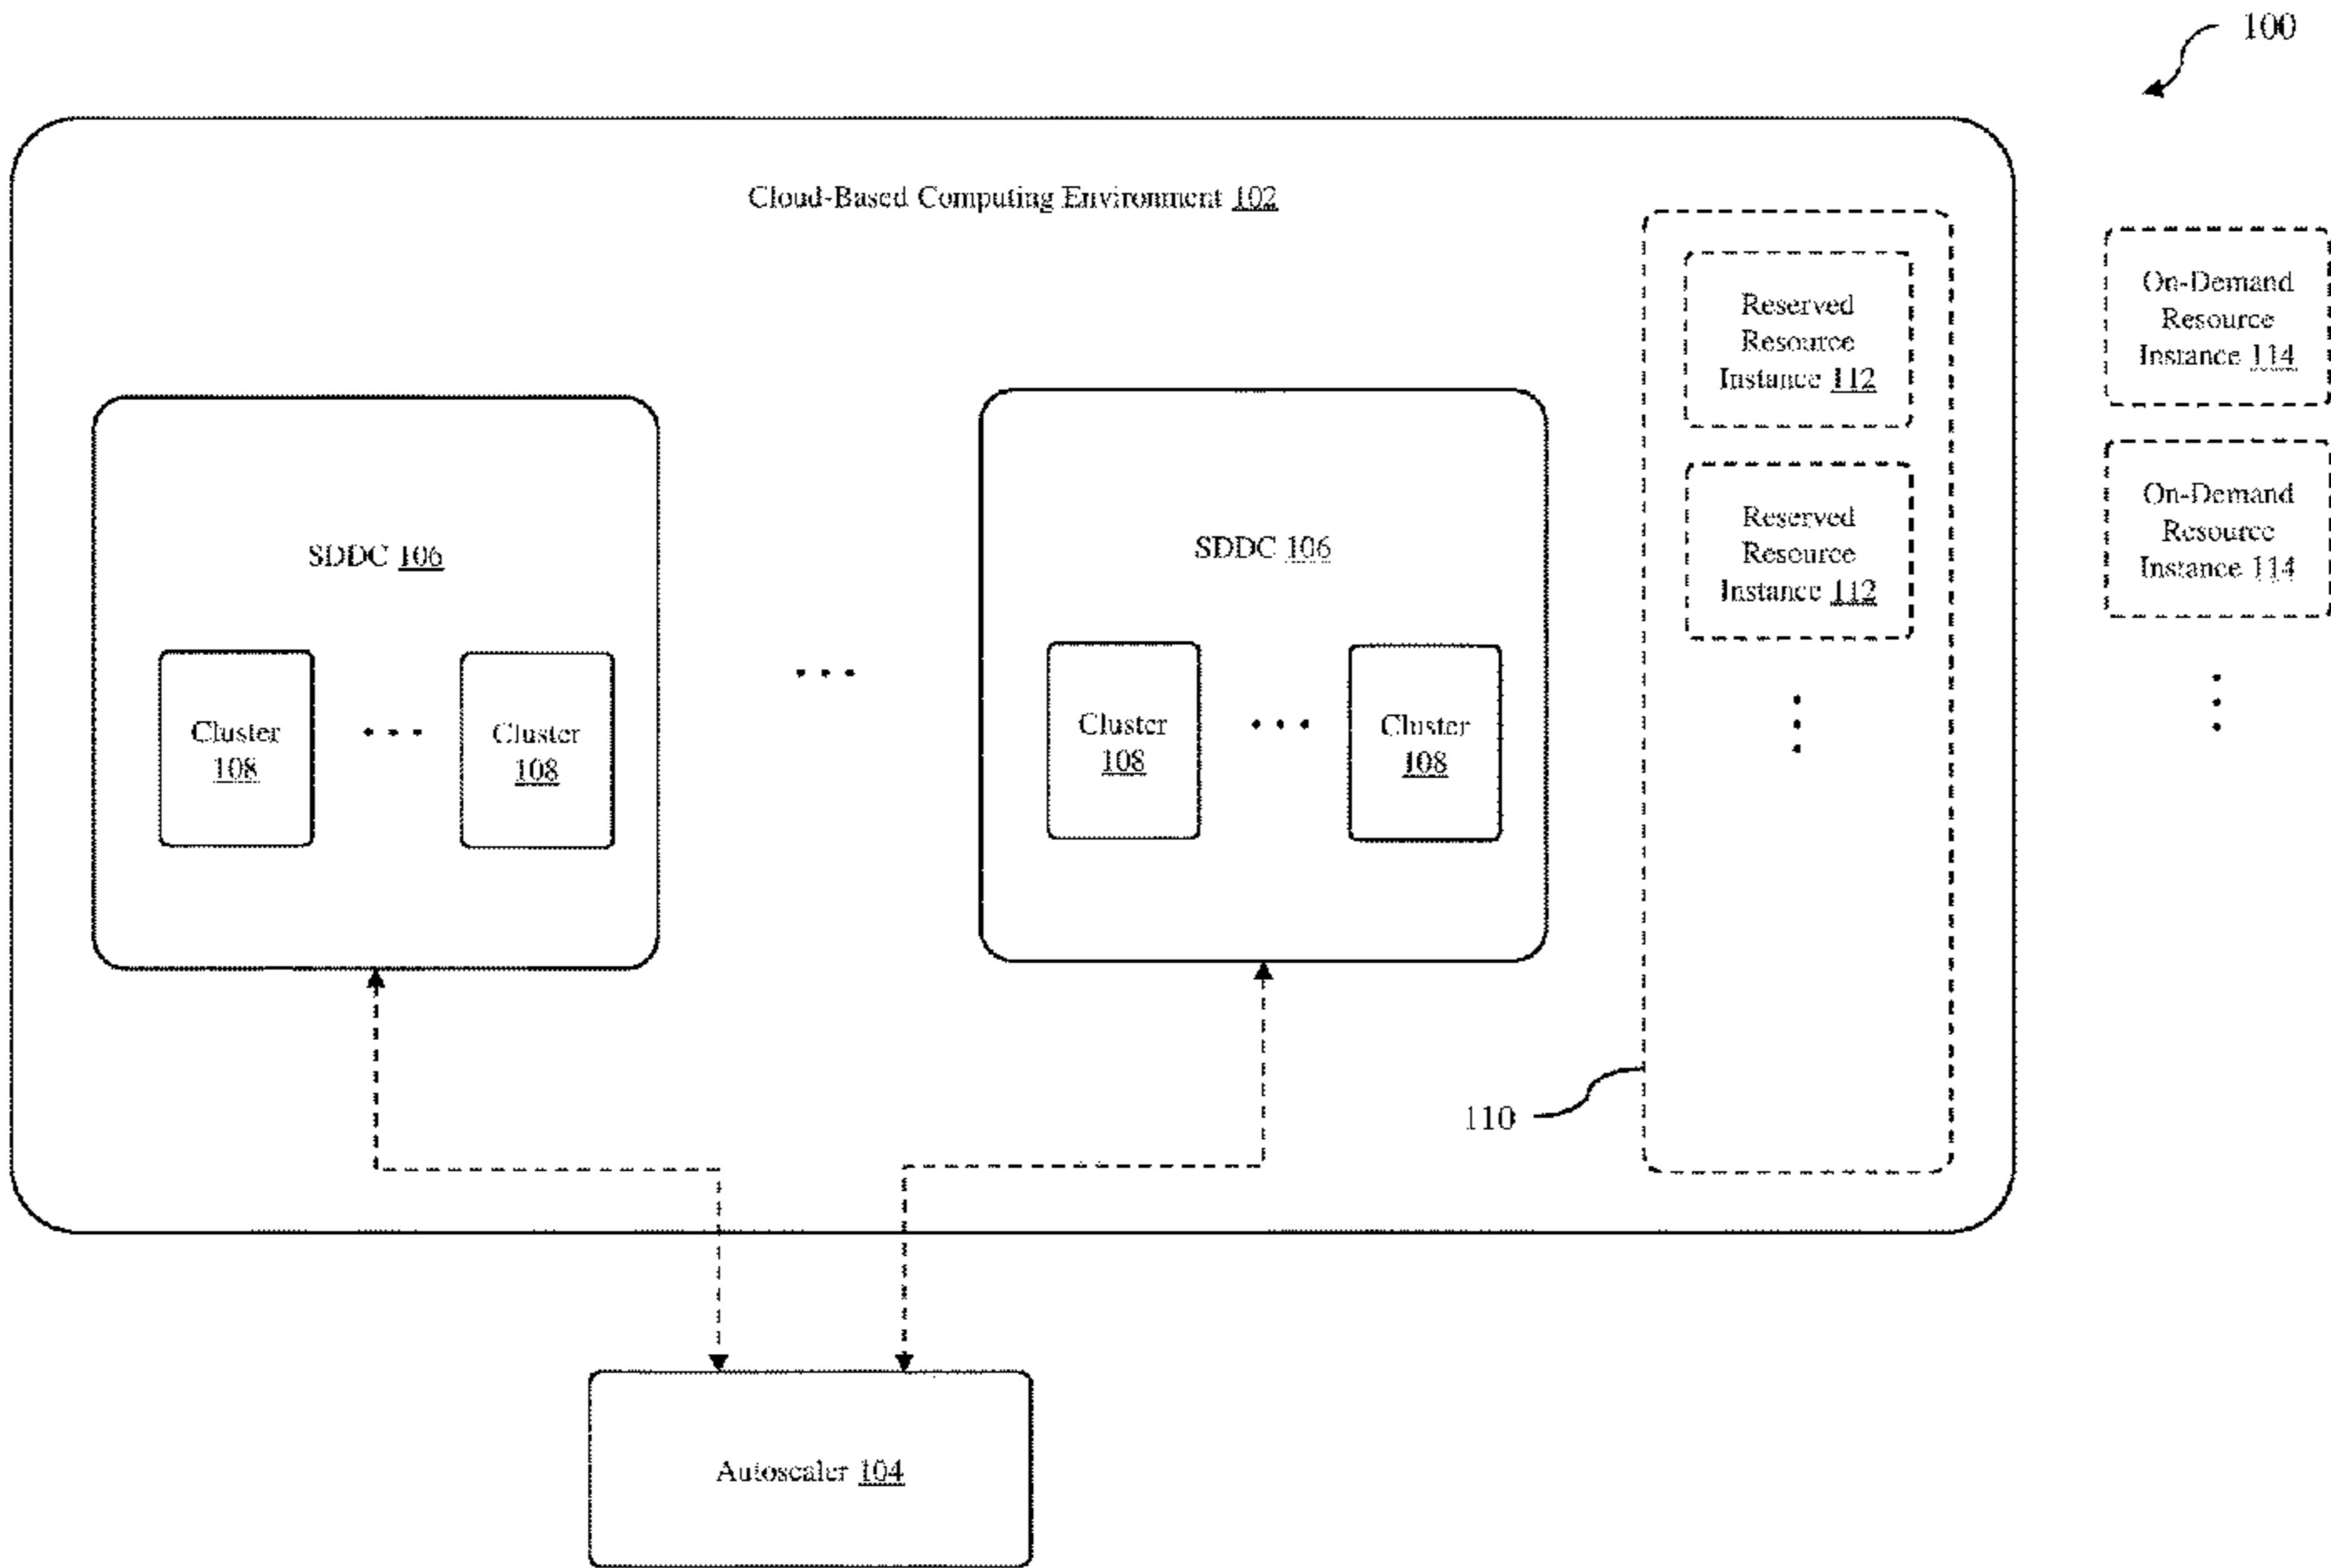 100
Cloud-Based Computing Environment 102
Reserved
Resource
Instance 112
On-Demand
Resource
Instance 114
Reserved
Resource
Instance 112
On-Demand
Resource
Instance 114
SDDC 106
SDDC 106
Cluster
108
Cluster
108
Cluster
108
Cluster
108
110
Autoscaler 104